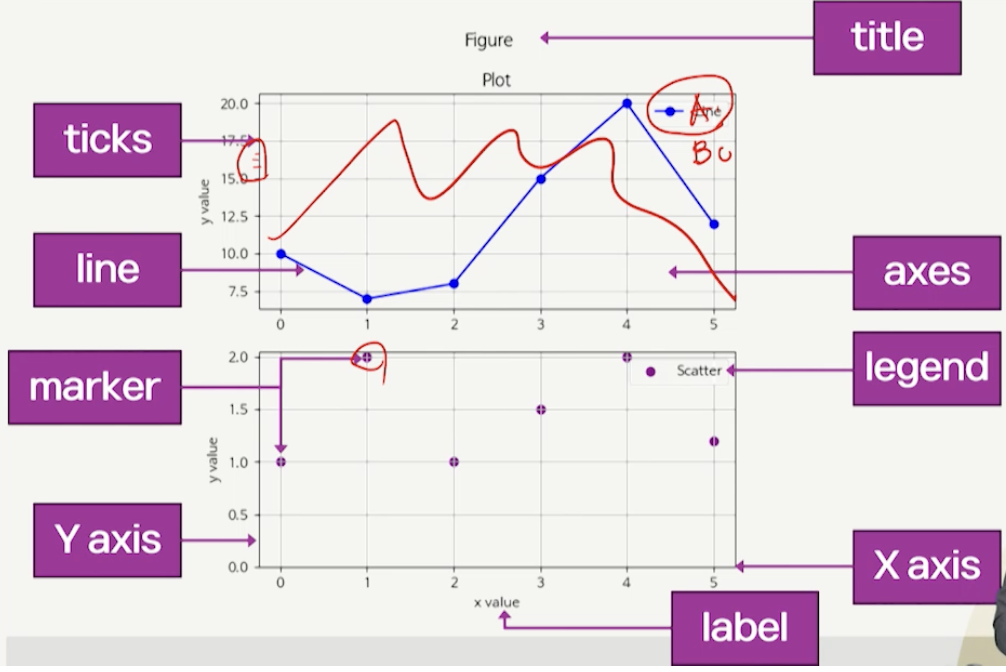 title
Figure
Plot
ticks
20.0
17.5
15.0
12.5
10.0
7.5
y value
A
B
line
axes
0 1 2 3 4 5
marker
legend
2.0
1.5
1.0
0.5
0.0
Scatter
y value
Y axis
X axis
0 1 2 3 4 5
x value
label